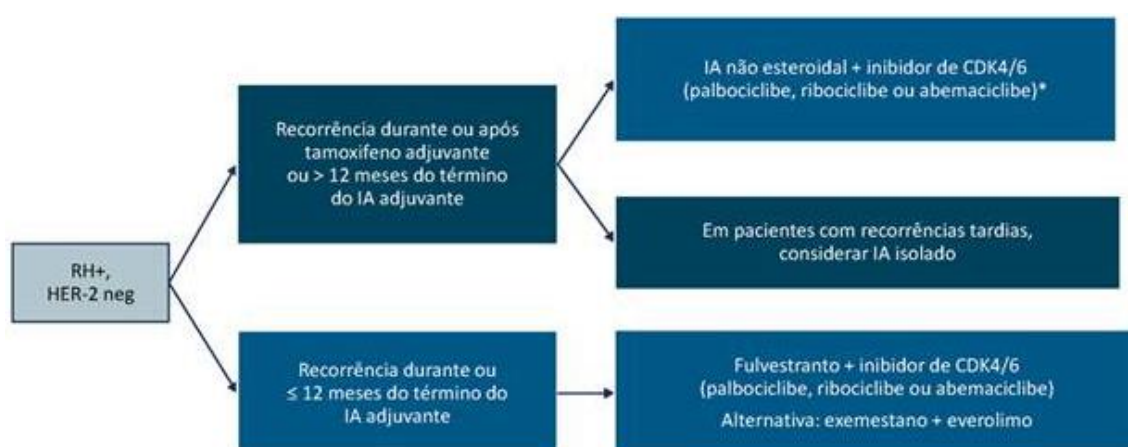 RH+,
HER-2 neg
Recorrência durante ou após
tamoxifeno adjuvante
ou > 12 meses do término
do IA adjuvante
IA não esteroidal + inibidor de CDK4/6
(palbociclibe, ribociclibe ou abemaciclibe)*
Em pacientes com recorrências tardias,
considerar IA isolado
Recorrência durante ou
≤ 12 meses do término do
IA adjuvante
Fulvestranto + inibidor de CDK4/6
(palbociclibe, ribociclibe ou abemaciclibe)
Alternativa: exemestano + everolimo